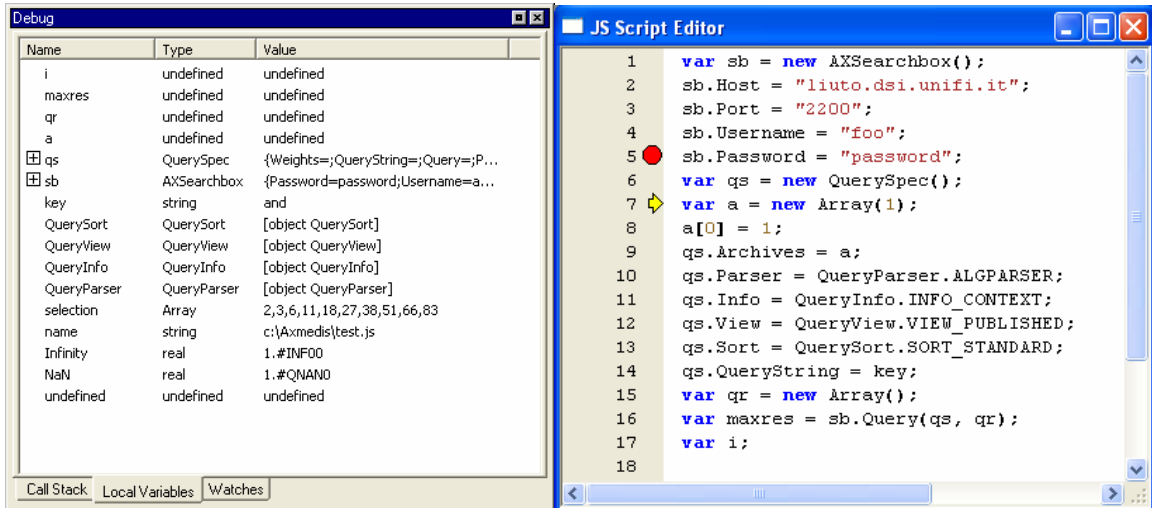 Debug
Name Type Value
i undefined undefined
maxres undefined undefined
qr undefined undefined
a undefined undefined
qs QuerySpec {Weights=;QueryString=;Query=;P...
sb AXSearchbox {Password=password;Username=a...
key string and
QuerySort QuerySort [object QuerySort]
QueryView QueryView [object QueryView]
QueryInfo QueryInfo [object QueryInfo]
QueryParser QueryParser [object QueryParser]
selection Array 2,3,6,11,18,27,38,51,66,83
name string c:\Axmedis\test.js
Infinity real 1.#INF00
NaN real 1.#QNAN0
undefined undefined undefined
Call Stack Local Variables Watches
JS Script Editor
1 var sb = new AXSearchbox();
2 sb.Host = "liuto.dsi.unifi.it";
3 sb.Port = "2200";
4 sb.Username = "foo";
5 sb.Password = "password";
6 var qs = new QuerySpec();
7 var a = new Array(1);
8 a[0] = 1;
9 qs.Archives = a;
10 qs.Parser = QueryParser.ALGPARSER;
11 qs.Info = QueryInfo.INFO_CONTEXT;
12 qs.View = QueryView.VIEW_PUBLISHED;
13 qs.Sort = QuerySort.SORT_STANDARD;
14 qs.QueryString = key;
15 var qr = new Array();
16 var maxres = sb.Query(qs, qr);
17 var i;
18